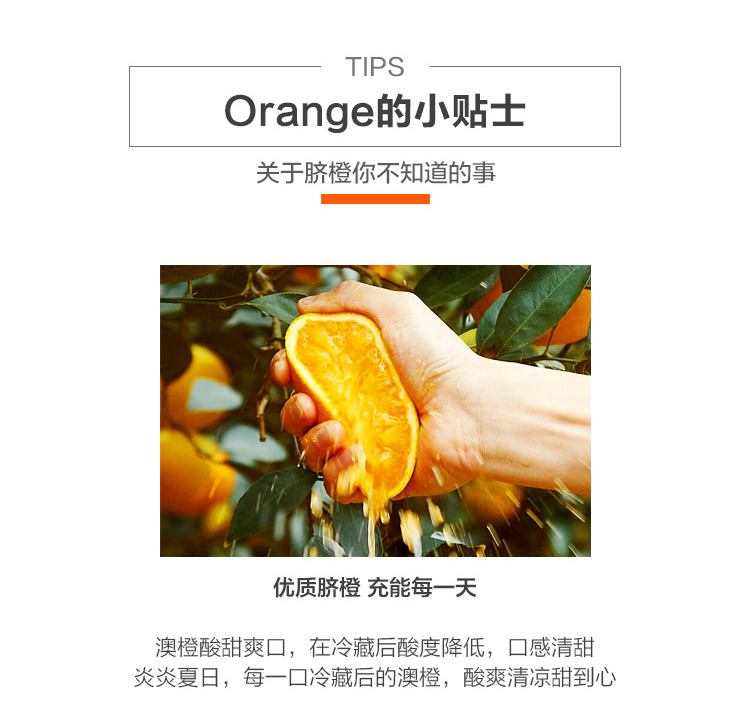 TIPS
Orange的小贴士
关于脐橙你不知道的事
优质脐橙 充能每一天
澳橙酸甜爽口，在冷藏后酸度降低，口感清甜
炎炎夏日，每一口冷藏后的澳橙，酸爽清凉甜到心